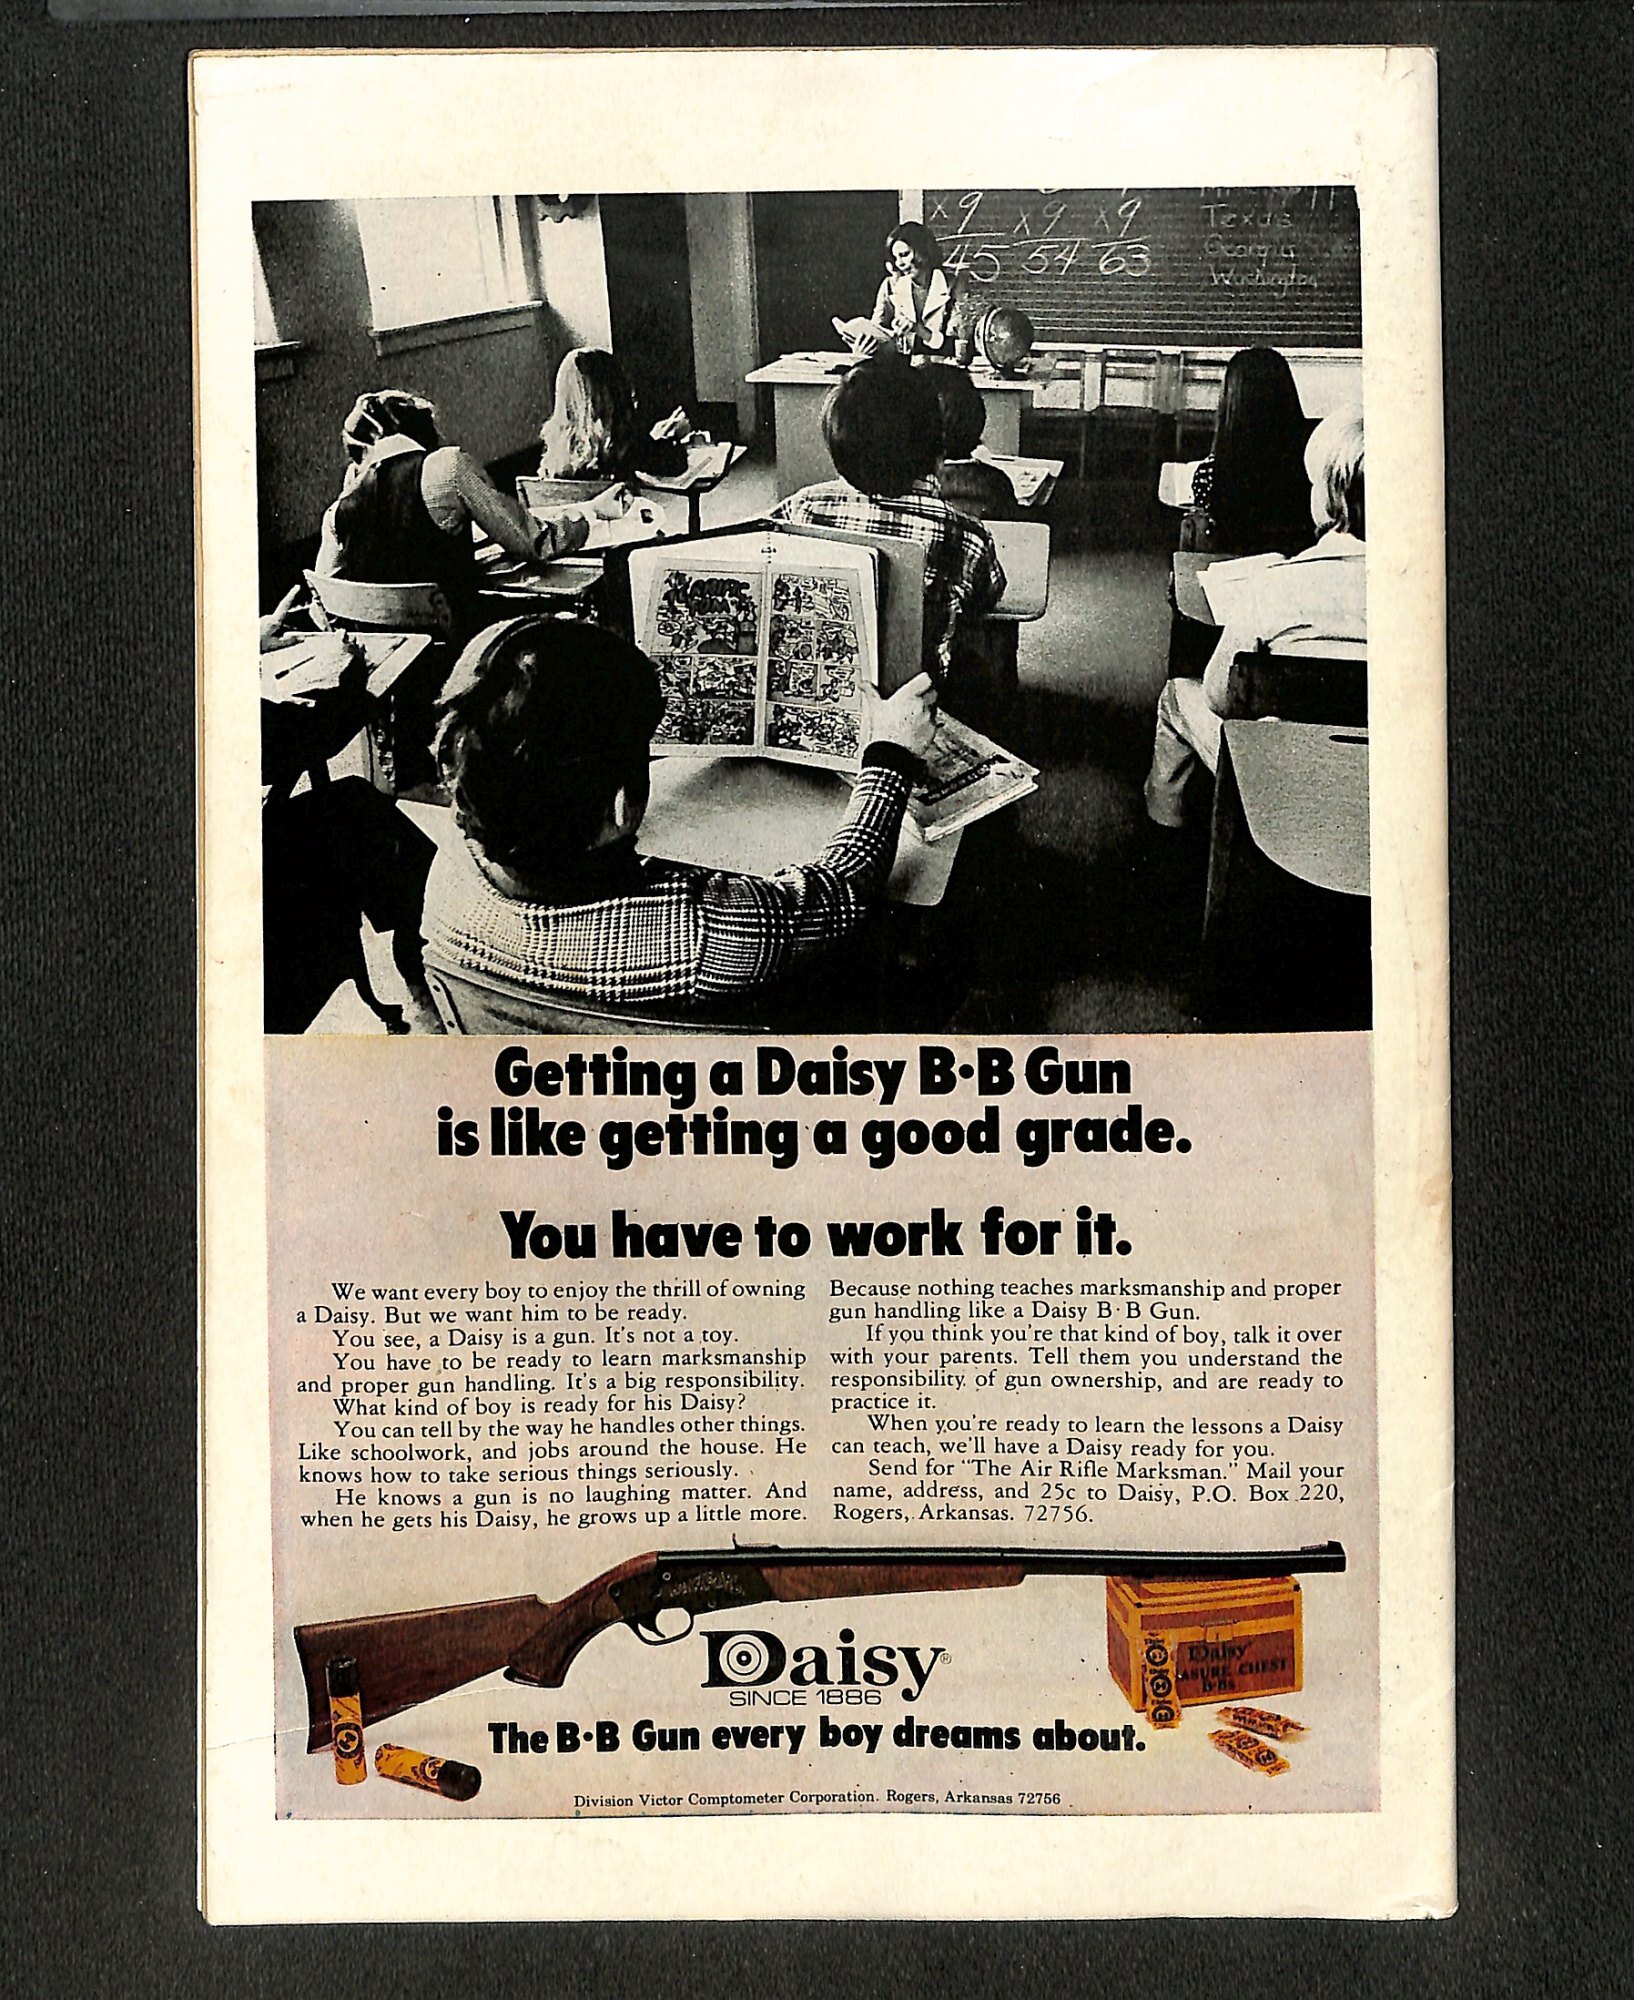 x9 x9 x9
45 54 63
Texas
Georgia
Washington
Getting a Daisy B·B Gun
is like getting a good grade.
You have to work for it.
We want every boy to enjoy the thrill of owning
a Daisy. But we want him to be ready.
You see, a Daisy is a gun. It's not a toy.
You have to be ready to learn marksmanship
and proper gun handling. It's a big responsibility.
What kind of boy is ready for his Daisy?
You can tell by the way he handles other things.
Like schoolwork, and jobs around the house. He
knows how to take serious things seriously.
He knows a gun is no laughing matter. And
when he gets his Daisy, he grows up a little more.
Because nothing teaches marksmanship and proper
gun handling like a Daisy B·B Gun.
If you think you're that kind of boy, talk it over
with your parents. Tell them you understand the
responsibility of gun ownership, and are ready to
practice it.
When you're ready to learn the lessons a Daisy
can teach, we'll have a Daisy ready for you.
Send for "The Air Rifle Marksman." Mail your
name, address, and 25c to Daisy, P.O. Box 220,
Rogers, Arkansas. 72756.
Daisy®
SINCE 1886
Daisy
CHEST
The B·B Gun every boy dreams about.
Division Victor Comptometer Corporation. Rogers, Arkansas 72756